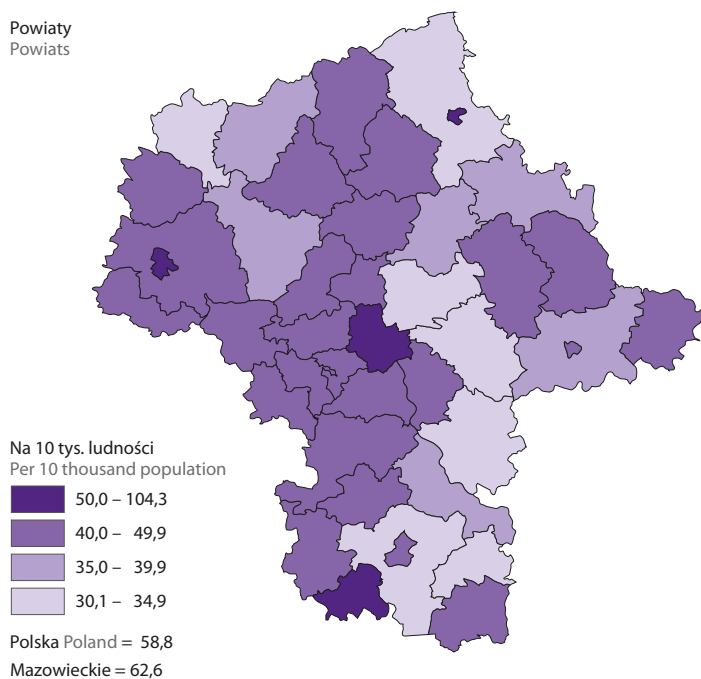 Powiaty
Powiats
Na 10 tys. ludności
Per 10 thousand population
50,0 – 104,3
40,0 – 49,9
35,0 – 39,9
30,1 – 34,9
Polska Poland = 58,8
Mazowieckie = 62,6